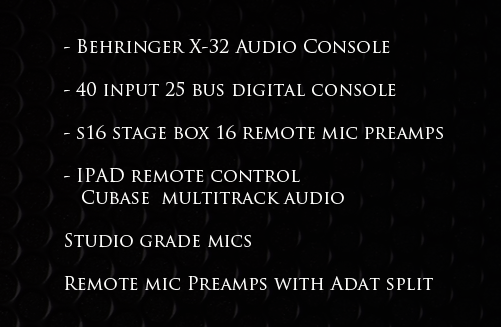 - Behringer X-32 Audio Console
- 40 input 25 bus digital console
- s16 stage box 16 remote mic preamps
- IPAD remote control
Cubase multitrack audio
Studio grade mics
Remote mic Preamps with Adat split